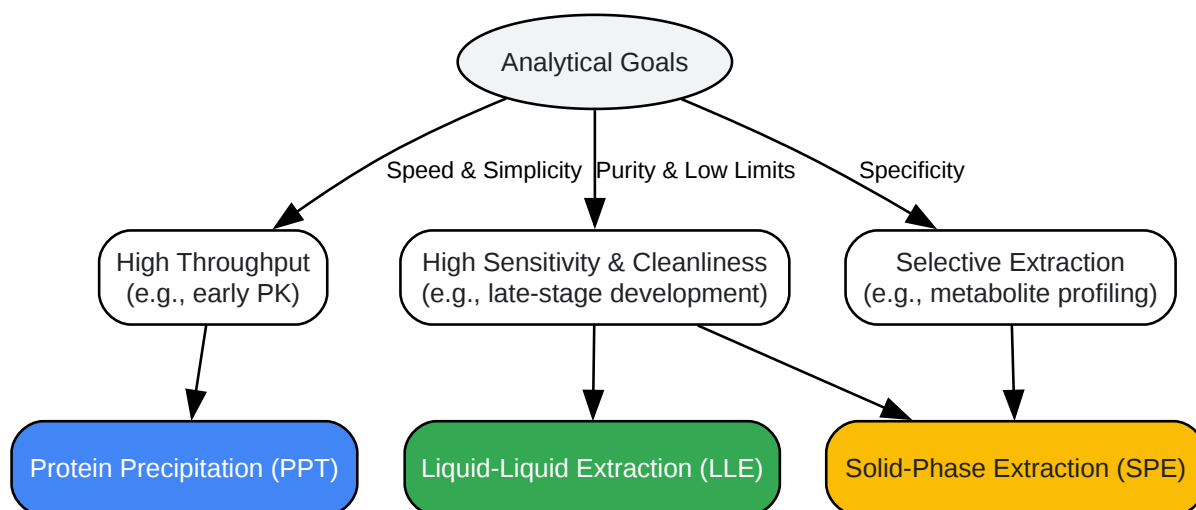 Analytical Goals
Speed & Simplicity
Purity & Low Limits
Specificity
High Throughput
(e.g., early PK)
High Sensitivity & Cleanliness
(e.g., late-stage development)
Selective Extraction
(e.g., metabolite profiling)
Protein Precipitation (PPT)
Liquid-Liquid Extraction (LLE)
Solid-Phase Extraction (SPE)